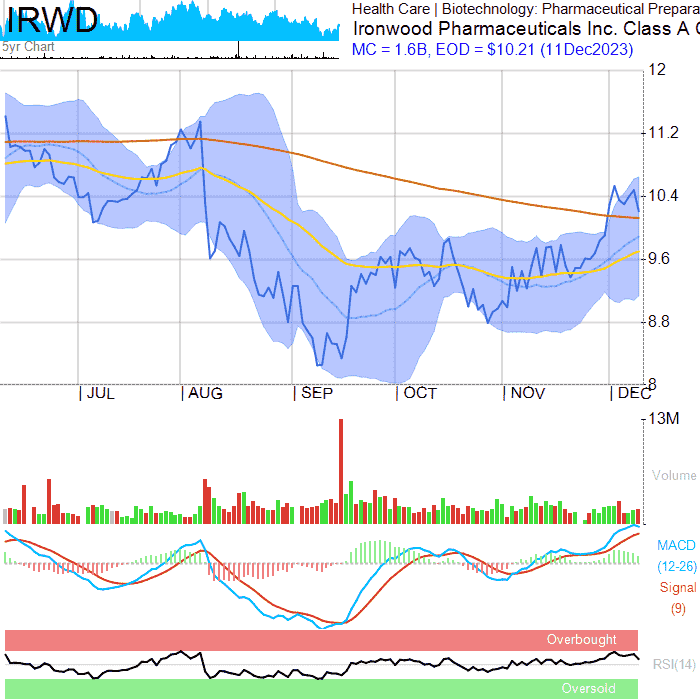 IRWD
5yr Chart
Health Care | Biotechnology: Pharmaceutical Prepara
Ironwood Pharmaceuticals Inc. Class A C
MC = 1.6B, EOD = $10.21 (11Dec2023)
12
11.2
10.4
9.6
8.8
8
| JUL | AUG | SEP | OCT | NOV | DEC
13M
Volume
MACD
(12-26)
Signal
(9)
Overbought
RSI(14)
Oversold